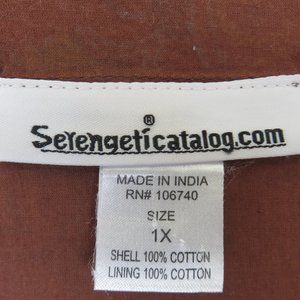 ®
Serengeticatalog.com
MADE IN INDIA
RN# 106740
SIZE
1X
SHELL 100% COTTON
LINING 100% COTTON